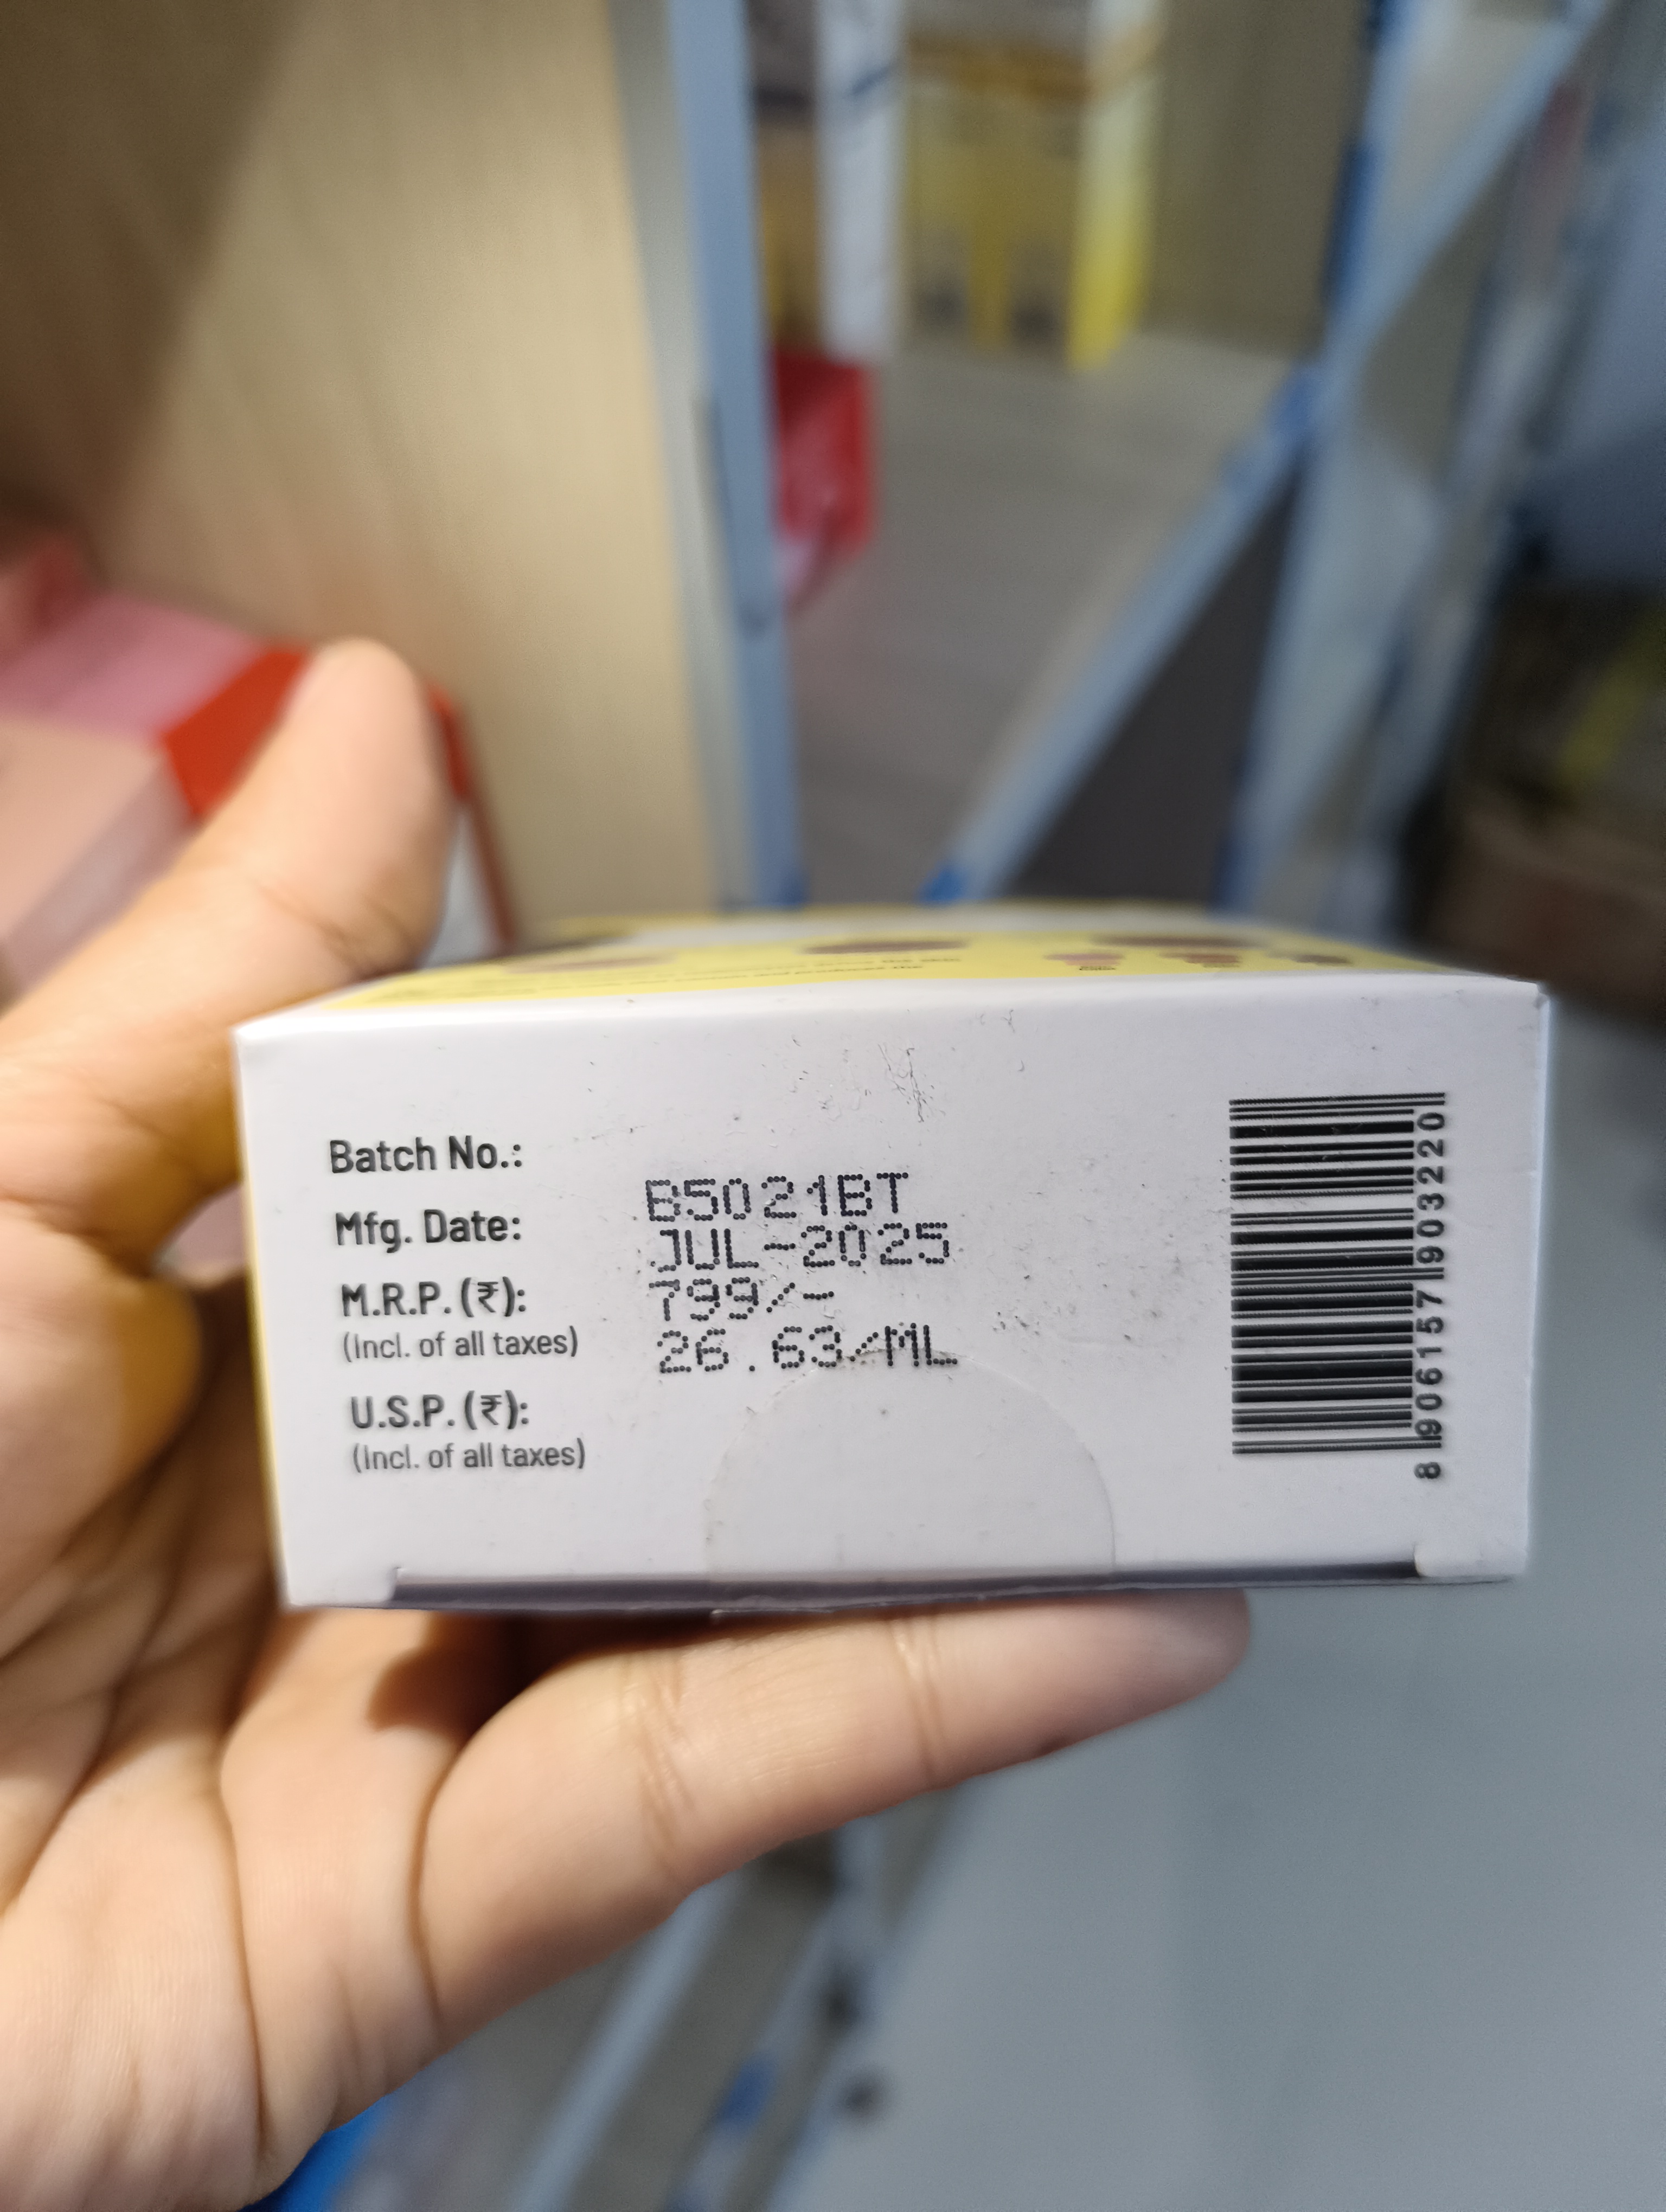 Batch No.:
Mfg. Date:
M.R.P. (₹):
(Incl. of all taxes)
U.S.P. (₹):
(Incl. of all taxes)
B5021BT
JUL-2025
799/-
26.63/ML
8 906157 903220